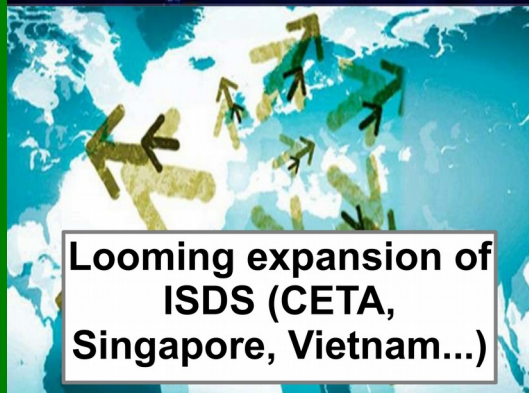 Looming expansion of
ISDS (CETA,
Singapore, Vietnam...)